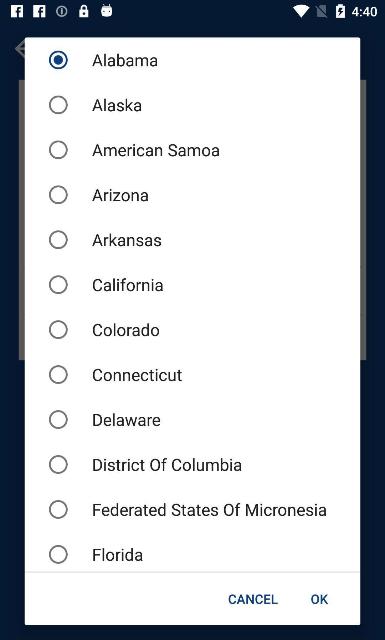 4:40
Alabama
Alaska
American Samoa
Arizona
Arkansas
California
Colorado
Connecticut
Delaware
District Of Columbia
Federated States Of Micronesia
Florida
CANCEL OK